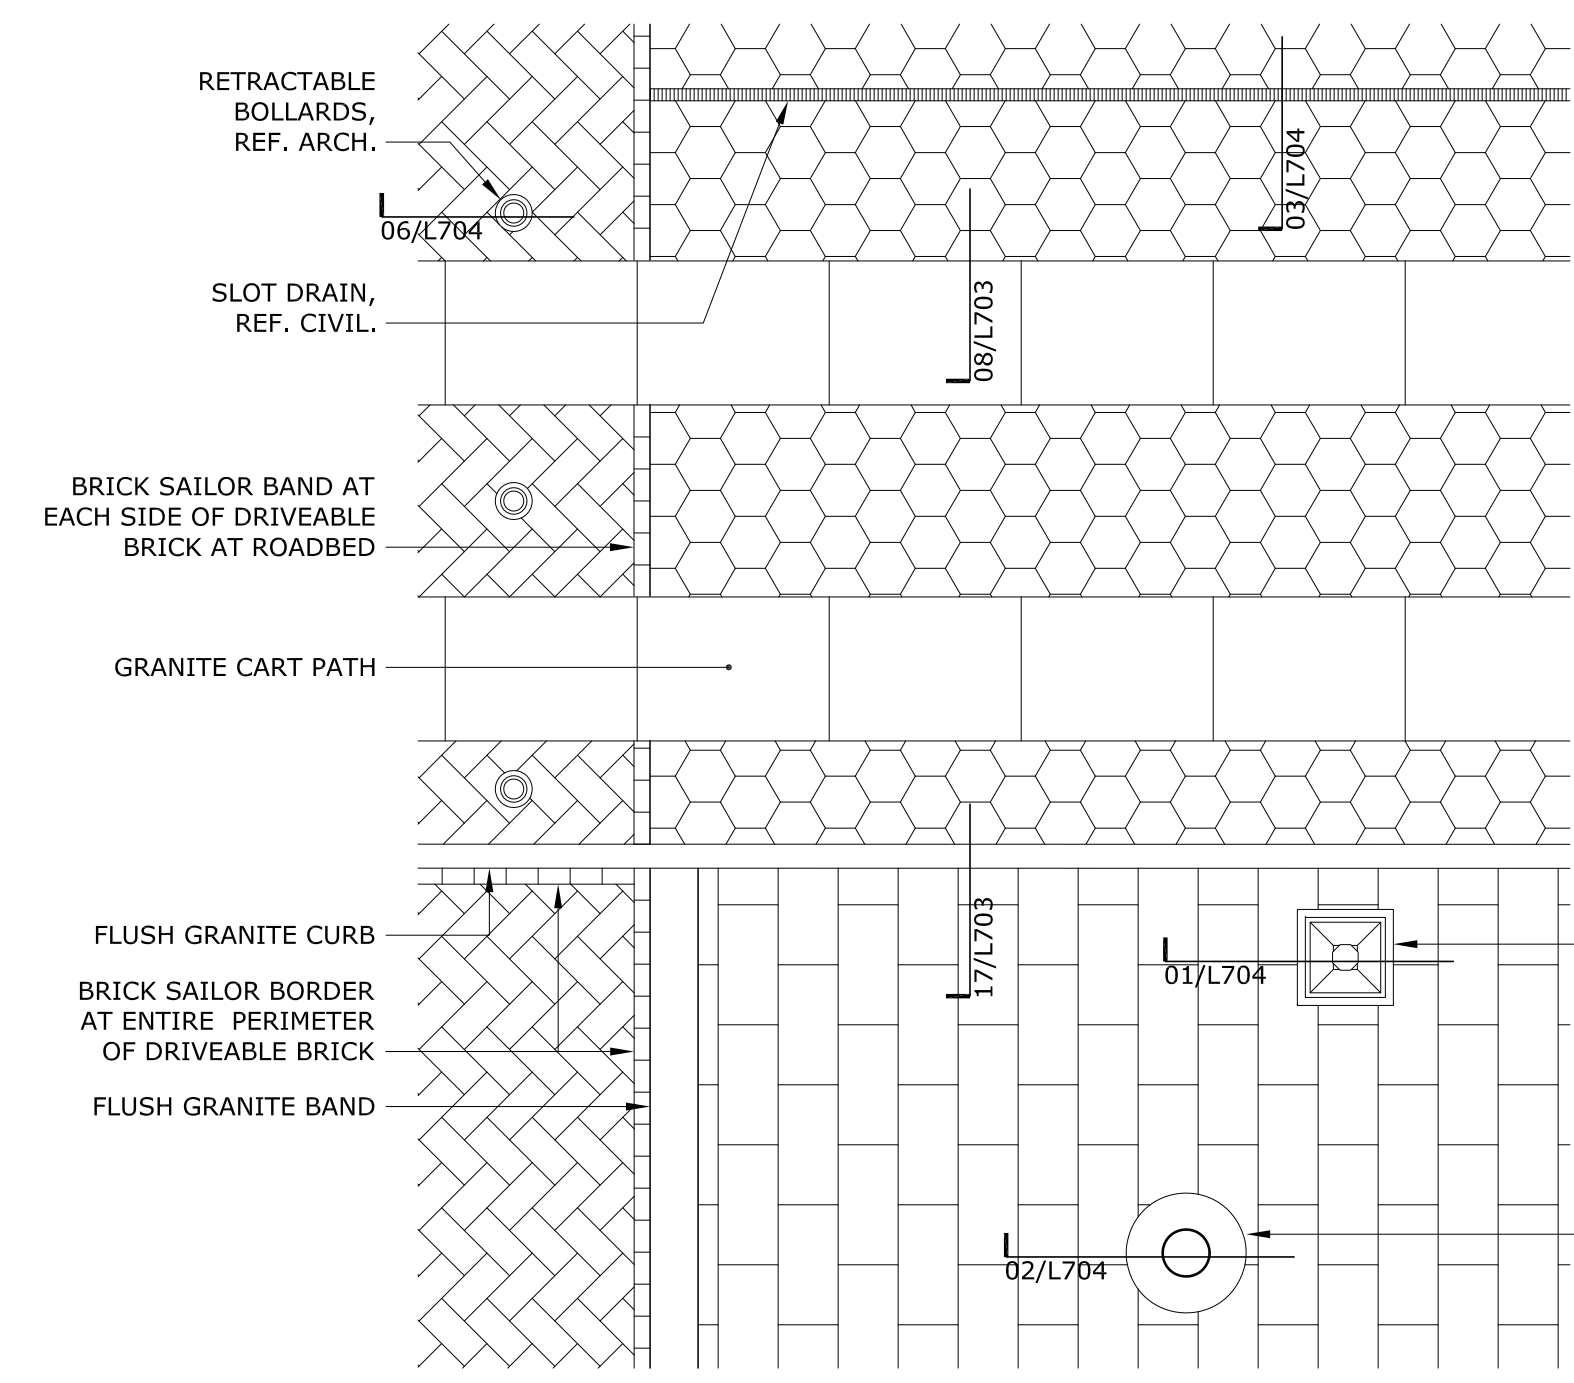 RETRACTABLE
BOLLARDS,
REF. ARCH.
06/L704
03/L704
SLOT DRAIN,
REF. CIVIL.
08/L703
BRICK SAILOR BAND AT
EACH SIDE OF DRIVEABLE
BRICK AT ROADBED
GRANITE CART PATH
FLUSH GRANITE CURB
17/L703
01/L704
BRICK SAILOR BORDER
AT ENTIRE PERIMETER
OF DRIVEABLE BRICK
FLUSH GRANITE BAND
02/L704